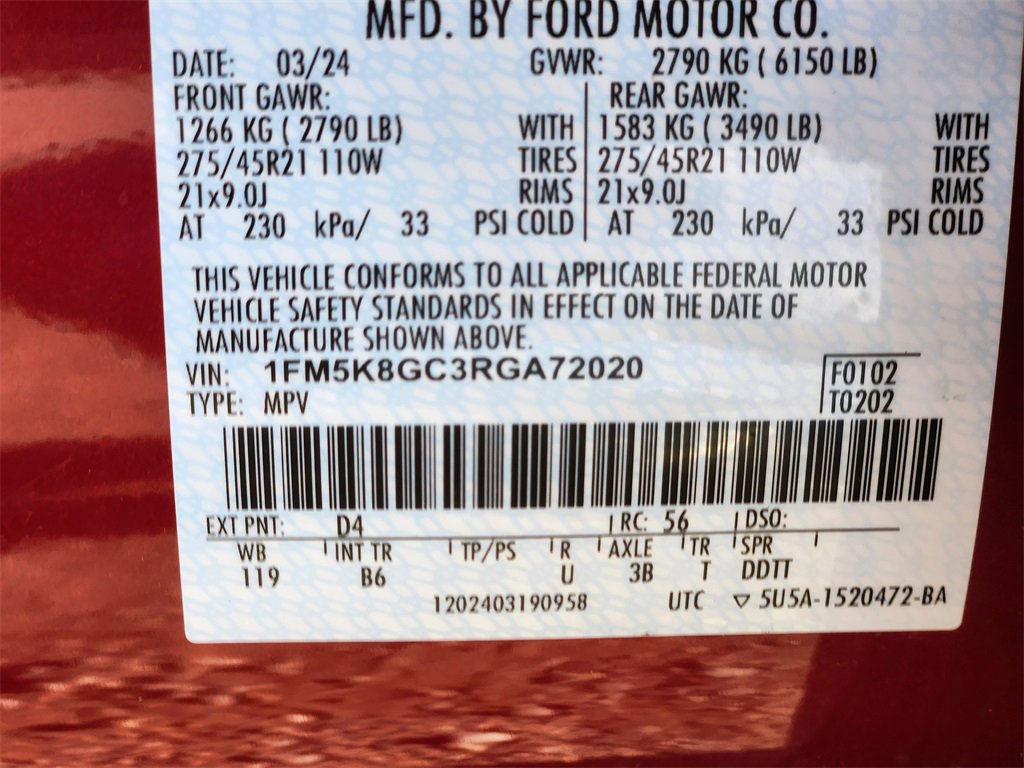 MFD. BY FORD MOTOR CO.
DATE: 03/24 GVWR: 2790 KG ( 6150 LB)
FRONT GAWR: REAR GAWR:
1266 KG ( 2790 LB) WITH 1583 KG ( 3490 LB) WITH
275/45R21 110W TIRES 275/45R21 110W TIRES
21x9.0J RIMS 21x9.0J RIMS
AT 230 kPa/ 33 PSI COLD AT 230 kPa/ 33 PSI COLD
THIS VEHICLE CONFORMS TO ALL APPLICABLE FEDERAL MOTOR
VEHICLE SAFETY STANDARDS IN EFFECT ON THE DATE OF
MANUFACTURE SHOWN ABOVE.
VIN: 1FM5K8GC3RGA72020 F0102
TYPE: MPV T0202
EXT PNT: D4 RC: 56 DSO:
WB INT TR TP/PS R AXLE TR SPR
119 B6 U 3B T DDTT
1202403190958 UTC ▽ 5U5A-1520472-BA